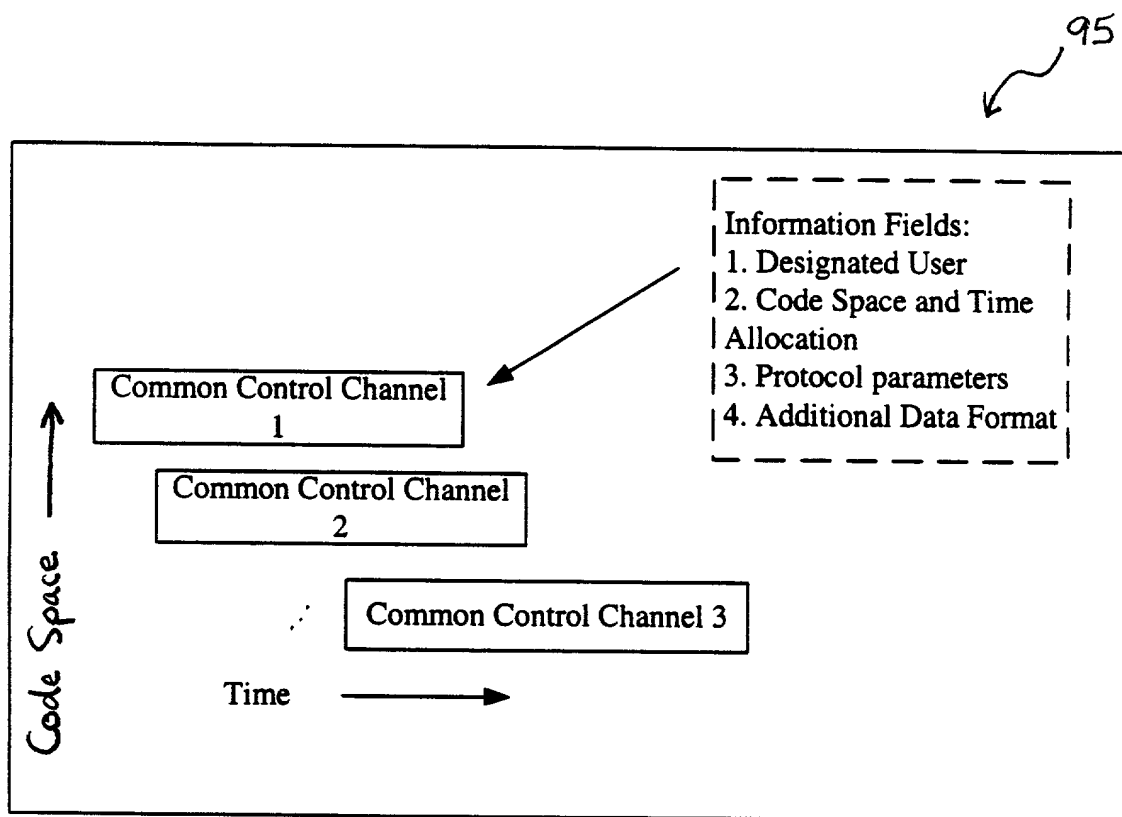 95
Information Fields:
1. Designated User
2. Code Space and Time
Allocation
3. Protocol parameters
4. Additional Data Format
Common Control Channel
1
Common Control Channel
2
Common Control Channel 3
Time
Code Space